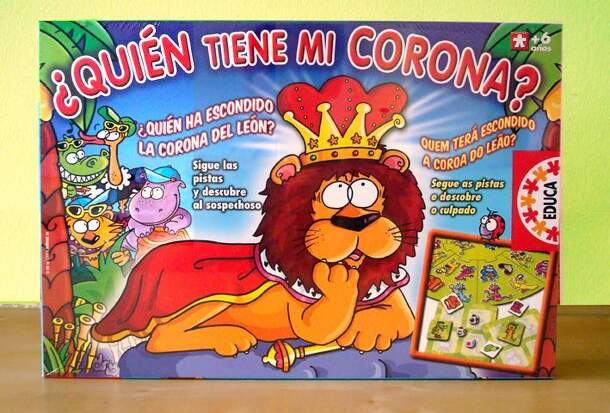 ¿QUIÉN TIENE MI CORONA?
+6
años
¿QUIÉN HA ESCONDIDO
LA CORONA DEL LEÓN?
Sigue las
pistas
y descubre
al sospechoso
QUEM TERÁ ESCONDIDO
A COROA DO LEÃO?
Segue as pistas
e descobre
o culpado
EDUCA